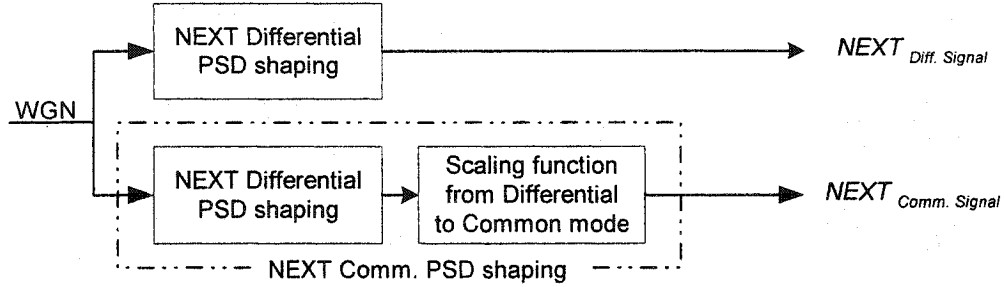 NEXT Differential
PSD shaping
NEXT Diff. Signal
WGN
NEXT Differential
PSD shaping
Scaling function
from Differential
to Common mode
NEXT Comm. Signal
NEXT Comm. PSD shaping